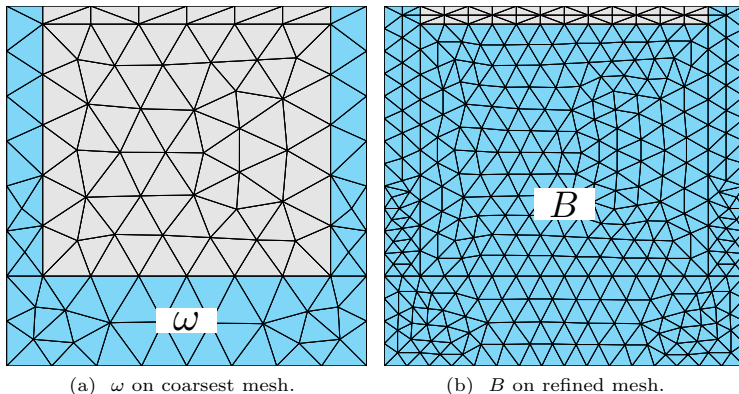 ω
B
(a) ω on coarsest mesh.
(b) B on refined mesh.